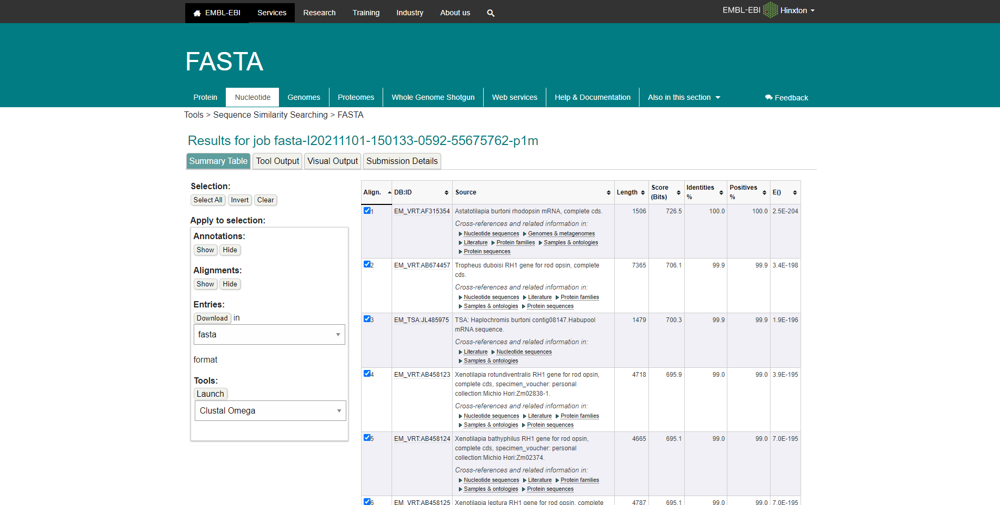 EMBL-EBI Services Research Training Industry About us EMBL-EBI Hinxton
FASTA
Protein Nucleotide Genomes Proteomes Whole Genome Shotgun Web services Help & Documentation Also in this section Feedback
Tools > Sequence Similarity Searching > FASTA
Results for job fasta-I20211101-150133-0592-55675762-p1m
Summary Table Tool Output Visual Output Submission Details
Selection:
Select All Invert Clear
Apply to selection:
Annotations:
Show Hide
Alignments:
Show Hide
Entries:
Download in
fasta
format
Tools:
Launch
Clustal Omega
Align. DB:ID Source Length Score (Bits) Identities % Positives % E()
1 EM_VRT:AF315354 Astatotilapia burtoni rhodopsin mRNA, complete cds. 1506 726.5 100.0 100.0 2.5E-204
Cross-references and related information in:
Nucleotide sequences Genomes & metagenomes
Literature Protein families Samples & ontologies
Protein sequences
2 EM_VRT:AB674457 Tropheus duboisi RH1 gene for rod opsin, complete 7365 706.1 99.9 99.9 3.4E-198
cds.
Cross-references and related information in:
Nucleotide sequences Literature Protein families
Samples & ontologies Protein sequences
3 EM_TSA:JL485975 TSA: Haplochromis burtoni contig08147.Habupool 1479 700.3 99.9 99.9 1.9E-196
mRNA sequence.
Cross-references and related information in:
Literature Nucleotide sequences
Samples & ontologies
4 EM_VRT:AB458123 Xenotilapia rotundiventralis RH1 gene for rod opsin, 4718 695.9 99.0 99.0 3.9E-195
complete cds, specimen_voucher: personal
collection:Michio Hori:Zm02838-1.
Cross-references and related information in:
Nucleotide sequences Literature Protein families
Samples & ontologies Protein sequences
5 EM_VRT:AB458124 Xenotilapia bathyphilus RH1 gene for rod opsin, 4665 695.1 99.0 99.0 7.0E-195
complete cds, specimen_voucher: personal
collection:Michio Hori:Zm02374.
Cross-references and related information in:
Nucleotide sequences Literature Protein families
Samples & ontologies Protein sequences
6 EM_VRT:AB458125 Xenotilapia leptura RH1 gene for rod opsin, complete 4787 695.1 99.0 99.0 7.0E-195